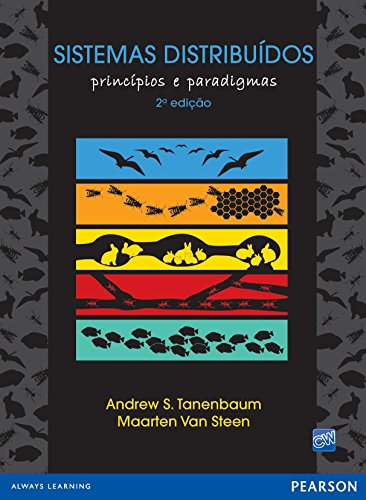 SISTEMAS DISTRIBUÍDOS
princípios e paradigmas
2ª edição
Andrew S. Tanenbaum
Maarten Van Steen
CW
ALWAYS LEARNING
PEARSON